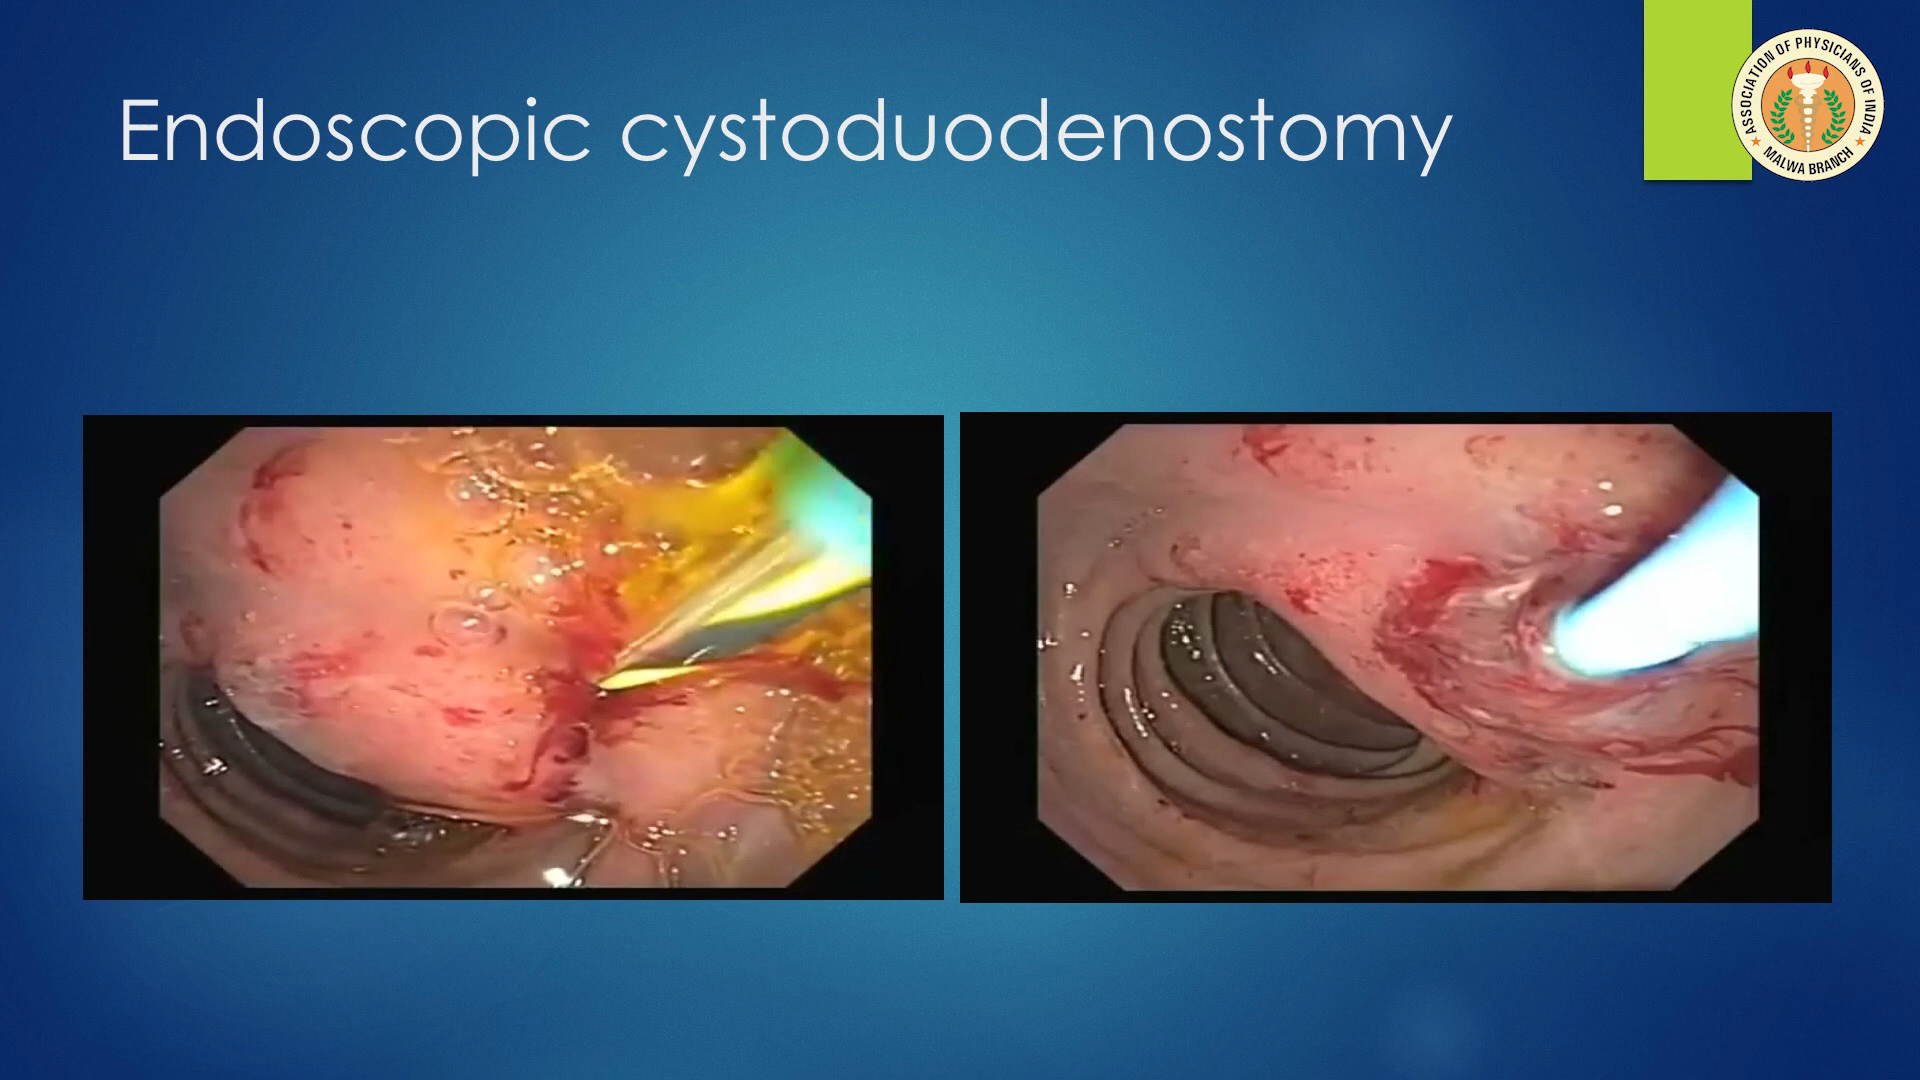 Endoscopic cystoduodenostomy
ASSOCIATION OF PHYSICIANS OF INDIA
MALWA BRANCH